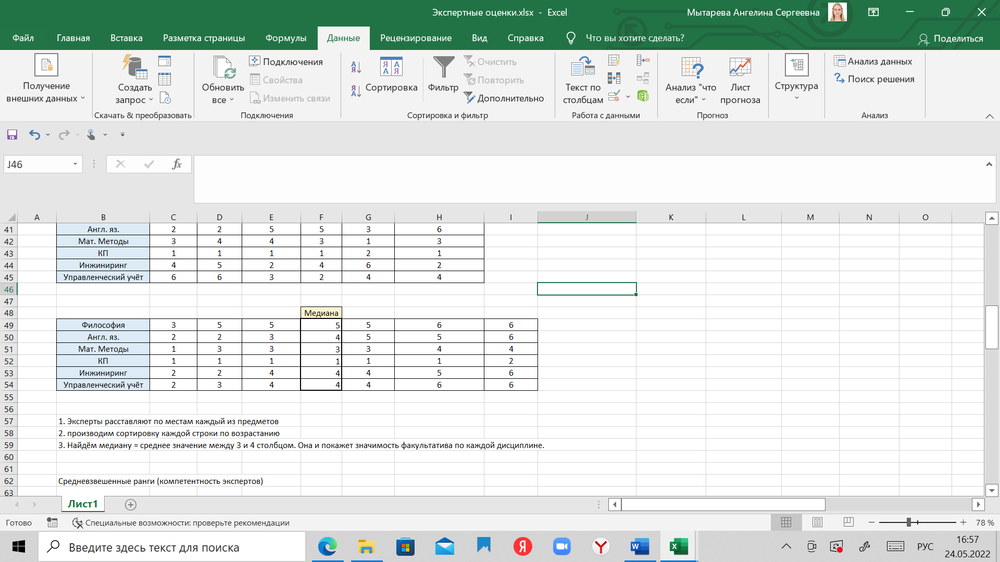 Экспертные оценки.xlsx - Excel
Мытарева Ангелина Сергеевна
Файл Главная Вставка Разметка страницы Формулы Данные Рецензирование Вид Справка Что вы хотите сделать? Поделиться
Получение внешних данных
Создать запрос
Скачать & преобразовать
Обновить все
Подключения
Свойства
Изменить связи
Подключения
Сортировка
Фильтр
Очистить
Повторить
Дополнительно
Сортировка и фильтр
Текст по столбцам
Работа с данными
Анализ "что если"
Лист прогноза
Прогноз
Структура
Анализ данных
Поиск решения
Анализ
J46
fx
A B C D E F G H I J K L M N O
41 Англ. яз. 2 2 5 5 3 6
42 Мат. Методы 3 4 4 3 1 3
43 КП 1 1 1 1 2 1
44 Инжиниринг 4 5 2 4 6 2
45 Управленческий учёт 6 6 3 2 4 4
46
47
48 Медиана
49 Философия 3 5 5 5 5 6 6
50 Англ. яз. 2 2 3 4 5 5 6
51 Мат. Методы 1 3 3 3 3 4 4
52 КП 1 1 1 1 1 1 2
53 Инжиниринг 2 2 4 4 4 5 6
54 Управленческий учёт 2 3 4 4 4 6 6
55
56
57 1. Эксперты расставляют по местам каждый из предметов
58 2. производим сортировку каждой строки по возрастанию
59 3. Найдём медиану = среднее значение между 3 и 4 столбцом. Она и покажет значимость факультатива по каждой дисциплине.
60
61
62 Средневзвешенные ранги (компетентность экспертов)
63
Лист1
Готово
Специальные возможности: проверьте рекомендации
78 %
Введите здесь текст для поиска
РУС
16:57
24.05.2022